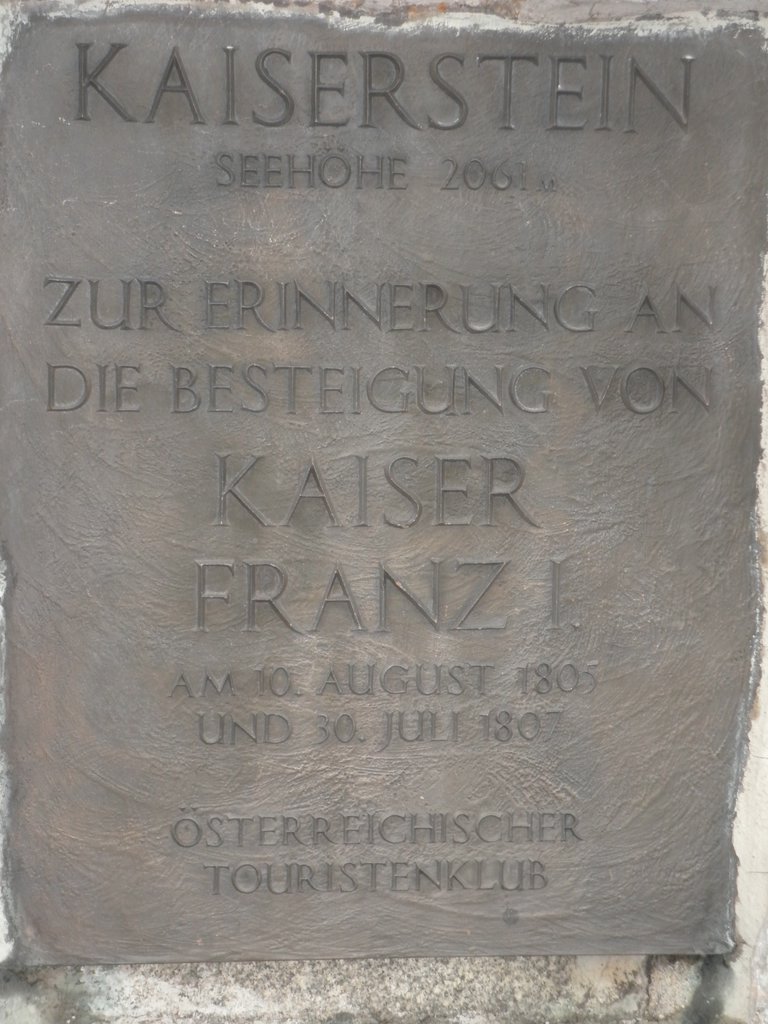 KAISERSTEIN
SEEHÖHE 2061 M
ZUR ERINNERUNG AN
DIE BESTEIGUNG VON
KAISER
FRANZ I.
AM 10. AUGUST 1805
UND 30. JULI 1807
ÖSTERREICHISCHER
TOURISTENKLUB